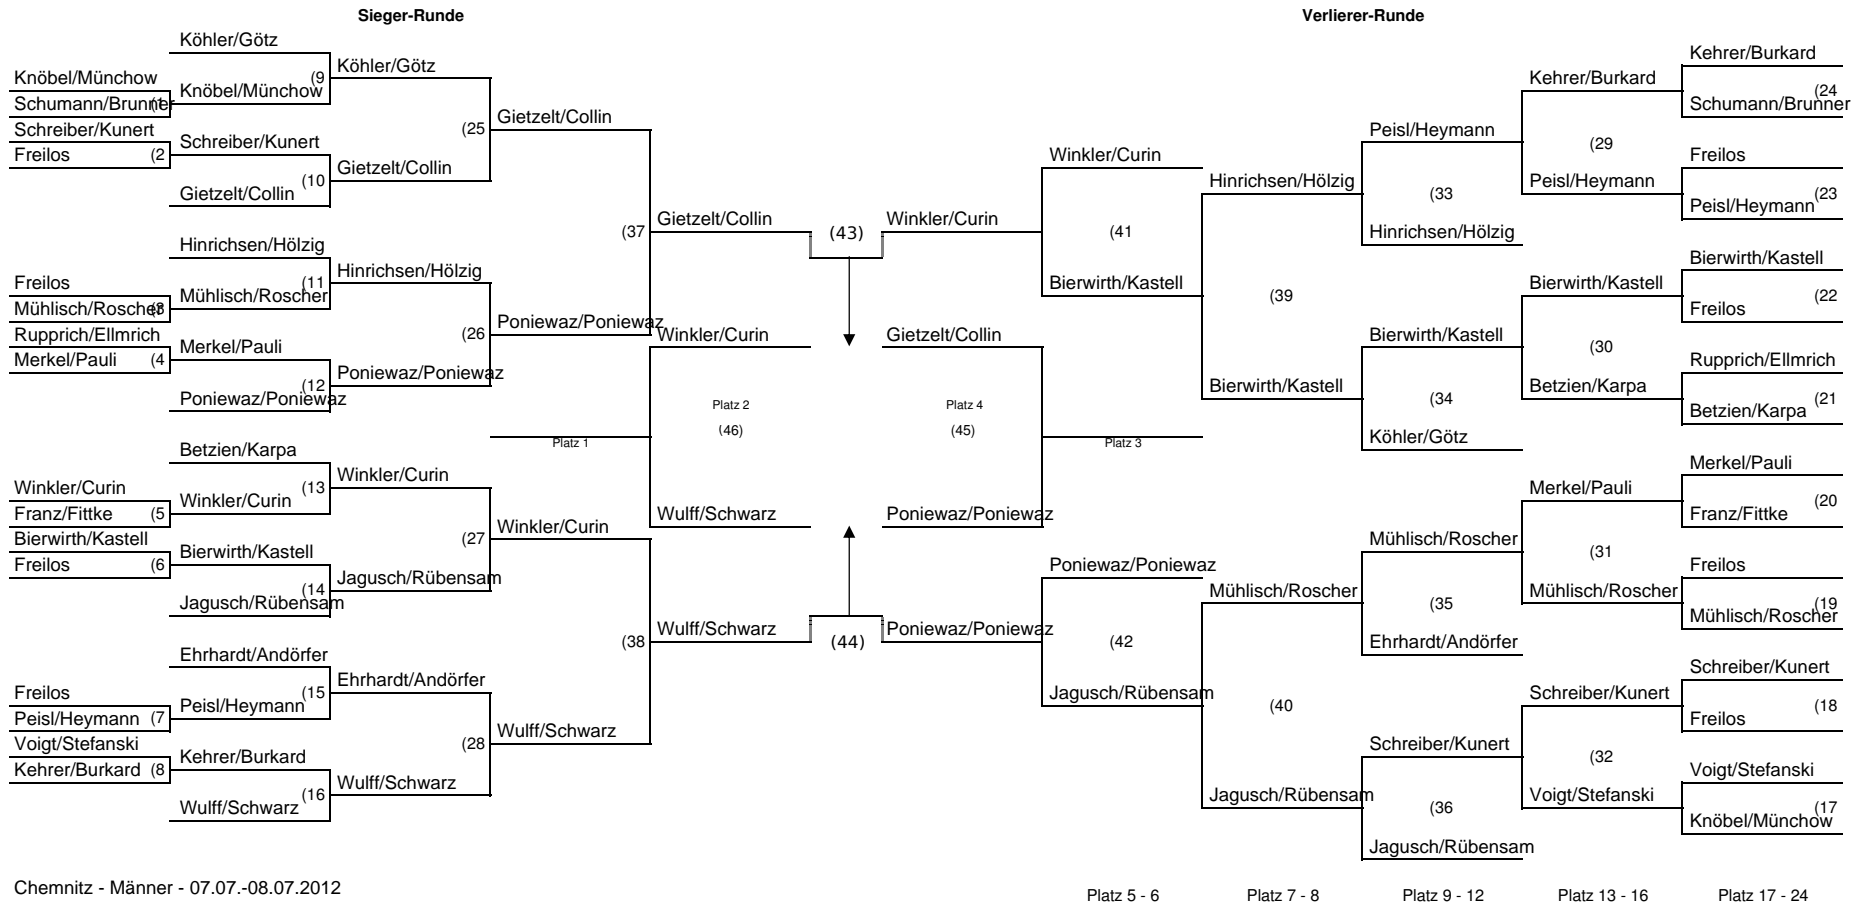 Sieger-Runde
Verlierer-Runde
Köhler/Götz
Knöbel/Münchow
Schumann/Brunner
(1
Knöbel/Münchow
(9
Köhler/Götz
Schreiber/Kunert
Freilos
(2
Schreiber/Kunert
Gietzelt/Collin
(10
Gietzelt/Collin
(25
Gietzelt/Collin
Hinrichsen/Hölzig
Freilos
Mühlisch/Roscher
(3
Mühlisch/Roscher
(11
Hinrichsen/Hölzig
Rupprich/Ellmrich
Merkel/Pauli
(4
Merkel/Pauli
Poniewaz/Poniewaz
(12
Poniewaz/Poniewaz
(26
Poniewaz/Poniewaz
(37
Gietzelt/Collin
Betzien/Karpa
Winkler/Curin
Franz/Fittke
(5
Winkler/Curin
(13
Winkler/Curin
Bierwirth/Kastell
Freilos
(6
Bierwirth/Kastell
Jagusch/Rübensam
(14
Jagusch/Rübensam
(27
Winkler/Curin
Ehrhardt/Andörfer
Freilos
Peisl/Heymann
(7
Peisl/Heymann
(15
Ehrhardt/Andörfer
Voigt/Stefanski
Kehrer/Burkard
(8
Kehrer/Burkard
Wulff/Schwarz
(16
Wulff/Schwarz
(28
Wulff/Schwarz
(38
Wulff/Schwarz
Winkler/Curin
Platz 2
(46)
Platz 1
Wulff/Schwarz
(43)
(44)
Winkler/Curin
Gietzelt/Collin
Platz 4
(45)
Platz 3
Poniewaz/Poniewaz
Poniewaz/Poniewaz
Winkler/Curin
(41
Bierwirth/Kastell
Poniewaz/Poniewaz
(42
Jagusch/Rübensam
Hinrichsen/Hölzig
(39
Bierwirth/Kastell
Mühlisch/Roscher
(40
Jagusch/Rübensam
Peisl/Heymann
(33
Hinrichsen/Hölzig
Bierwirth/Kastell
(34
Köhler/Götz
Mühlisch/Roscher
(35
Ehrhardt/Andörfer
Schreiber/Kunert
(36
Jagusch/Rübensam
Kehrer/Burkard
(29
Peisl/Heymann
Bierwirth/Kastell
(30
Betzien/Karpa
Merkel/Pauli
(31
Mühlisch/Roscher
Schreiber/Kunert
(32
Voigt/Stefanski
Kehrer/Burkard
(24
Schumann/Brunner
Freilos
(23
Peisl/Heymann
Bierwirth/Kastell
(22
Freilos
Rupprich/Ellmrich
(21
Betzien/Karpa
Merkel/Pauli
(20
Franz/Fittke
Freilos
(19
Mühlisch/Roscher
Schreiber/Kunert
(18
Freilos
Voigt/Stefanski
(17
Knöbel/Münchow
Chemnitz - Männer - 07.07.-08.07.2012
Platz 5 - 6
Platz 7 - 8
Platz 9 - 12
Platz 13 - 16
Platz 17 - 24